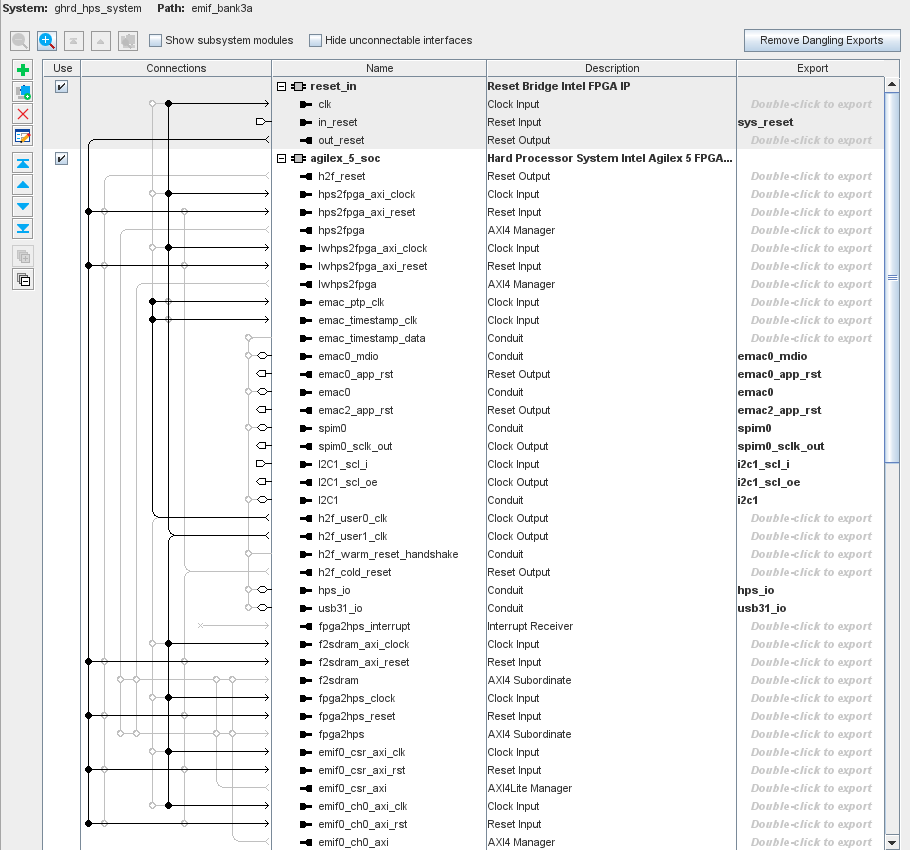 System: ghrd_hps_system Path: emif_bank3a
Show subsystem modules Hide unconnectable interfaces Remove Dangling Exports
Use Connections Name Description Export
reset_in Reset Bridge Intel FPGA IP
clk Clock Input Double-click to export
in_reset Reset Input sys_reset
out_reset Reset Output Double-click to export
agilex_5_soc Hard Processor System Intel Agilex 5 FPGA...
h2f_reset Reset Output Double-click to export
hps2fpga_axi_clock Clock Input Double-click to export
hps2fpga_axi_reset Reset Input Double-click to export
hps2fpga AXI4 Manager Double-click to export
lwhps2fpga_axi_clock Clock Input Double-click to export
lwhps2fpga_axi_reset Reset Input Double-click to export
lwhps2fpga AXI4 Manager Double-click to export
emac_ptp_clk Clock Input Double-click to export
emac_timestamp_clk Clock Input Double-click to export
emac_timestamp_data Conduit Double-click to export
emac0_mdio Conduit emac0_mdio
emac0_app_rst Reset Output emac0_app_rst
emac0 Conduit emac0
emac2_app_rst Reset Output emac2_app_rst
spim0 Conduit spim0
spim0_sclk_out Clock Output spim0_sclk_out
I2C1_scl_i Clock Input i2c1_scl_i
I2C1_scl_oe Clock Output i2c1_scl_oe
I2C1 Conduit i2c1
h2f_user0_clk Clock Output Double-click to export
h2f_user1_clk Clock Output Double-click to export
h2f_warm_reset_handshake Conduit Double-click to export
h2f_cold_reset Reset Output Double-click to export
hps_io Conduit hps_io
usb31_io Conduit usb31_io
fpga2hps_interrupt Interrupt Receiver Double-click to export
f2sdram_axi_clock Clock Input Double-click to export
f2sdram_axi_reset Reset Input Double-click to export
f2sdram AXI4 Subordinate Double-click to export
fpga2hps_clock Clock Input Double-click to export
fpga2hps_reset Reset Input Double-click to export
fpga2hps AXI4 Subordinate Double-click to export
emif0_csr_axi_clk Clock Input Double-click to export
emif0_csr_axi_rst Reset Input Double-click to export
emif0_csr_axi AXI4Lite Manager Double-click to export
emif0_ch0_axi_clk Clock Input Double-click to export
emif0_ch0_axi_rst Reset Input Double-click to export
emif0_ch0_axi AXI4 Manager Double-click to export